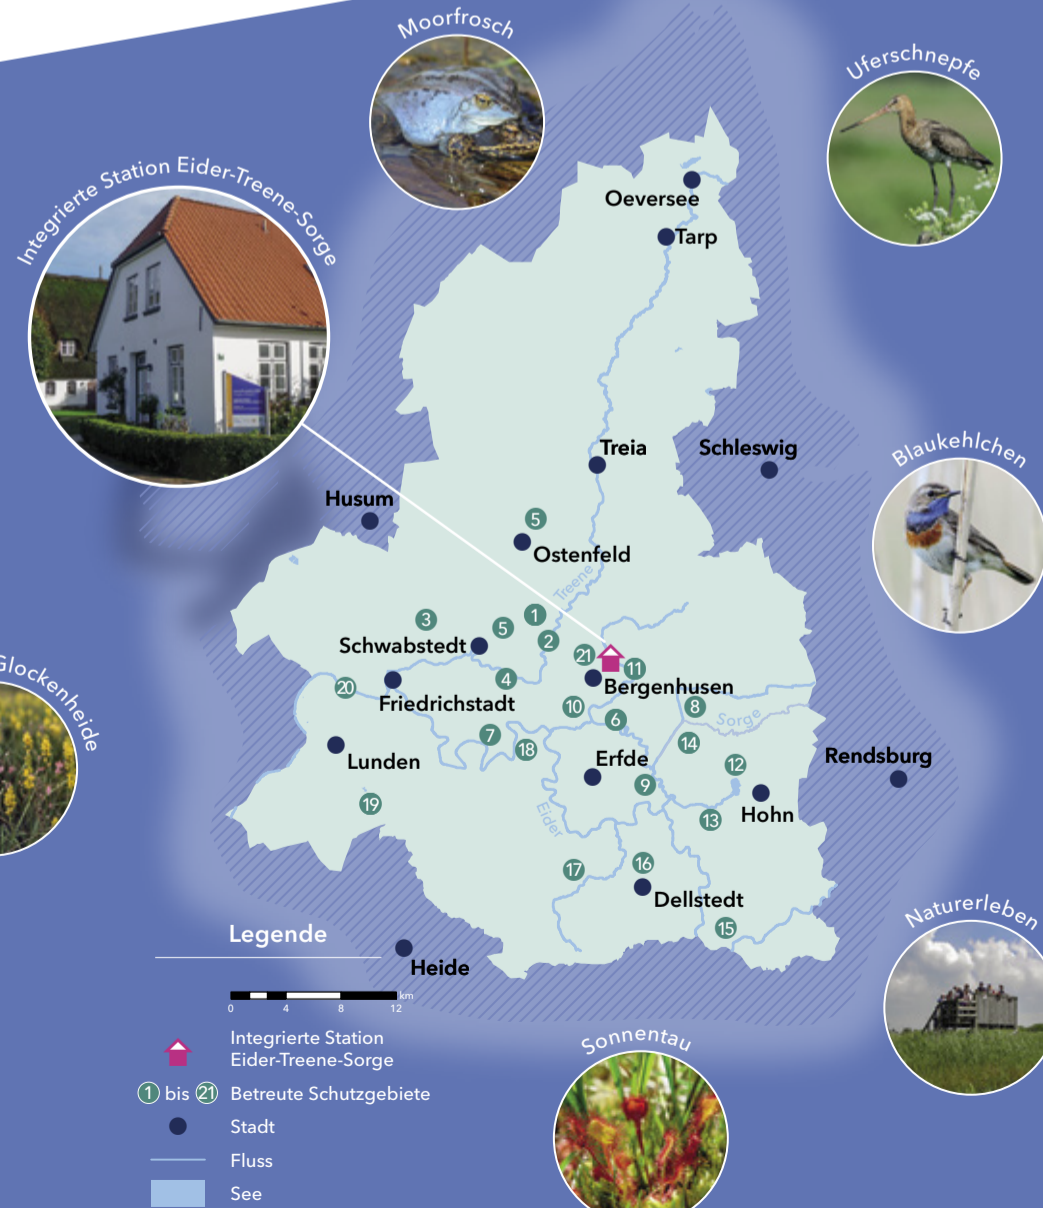 Moorfrosch
Uferschnepfe
Integrierte Station Eider-Treene-Sorge
Oeversee
Tarp
Treia
Schleswig
Blaukehlchen
Husum
5
Ostenfeld
Treene
3
1
5
2
Schwabstedt
21
11
Glockenheide
20
4
Bergenhusen
Friedrichstadt
10
8
6
Sorge
7
18
14
Lunden
Erfde
12
Rendsburg
9
19
Hohn
Eider
13
17
16
Dellstedt
15
Naturerleben
Legende
Heide
km
0 4 8 12
Sonnentau
Integrierte Station
Eider-Treene-Sorge
1 bis 21 Betreute Schutzgebiete
Stadt
Fluss
See